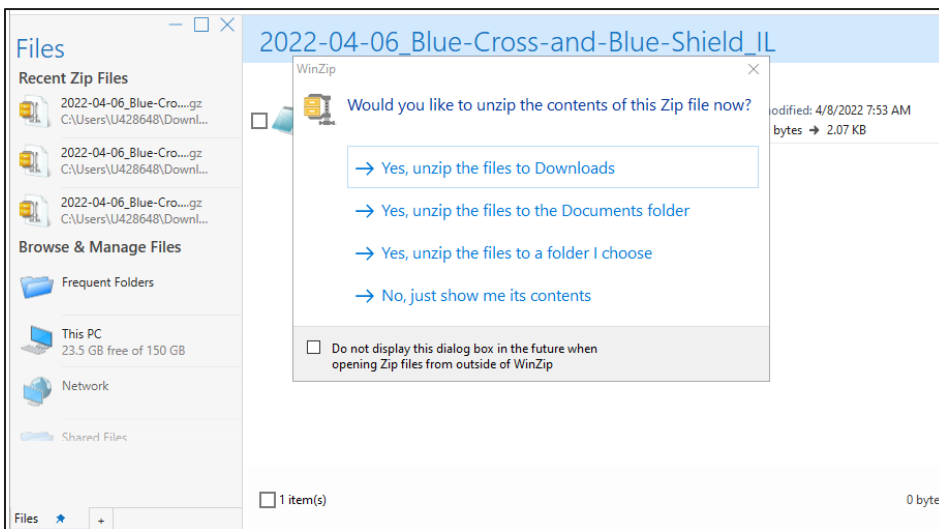 Files
Recent Zip Files
2022-04-06_Blue-Cro....gz
C:\Users\U428648\Downl...
2022-04-06_Blue-Cro....gz
C:\Users\U428648\Downl...
2022-04-06_Blue-Cro....gz
C:\Users\U428648\Downl...
Browse & Manage Files
Frequent Folders
This PC
23.5 GB free of 150 GB
Network
Shared Files
Files
+
2022-04-06_Blue-Cross-and-Blue-Shield_IL
WinZip
Would you like to unzip the contents of this Zip file now?
→ Yes, unzip the files to Downloads
→ Yes, unzip the files to the Documents folder
→ Yes, unzip the files to a folder I choose
→ No, just show me its contents
Do not display this dialog box in the future when
opening Zip files from outside of WinZip
4/8/2022 7:53 AM
bytes → 2.07 KB
1 item(s)
0 byte